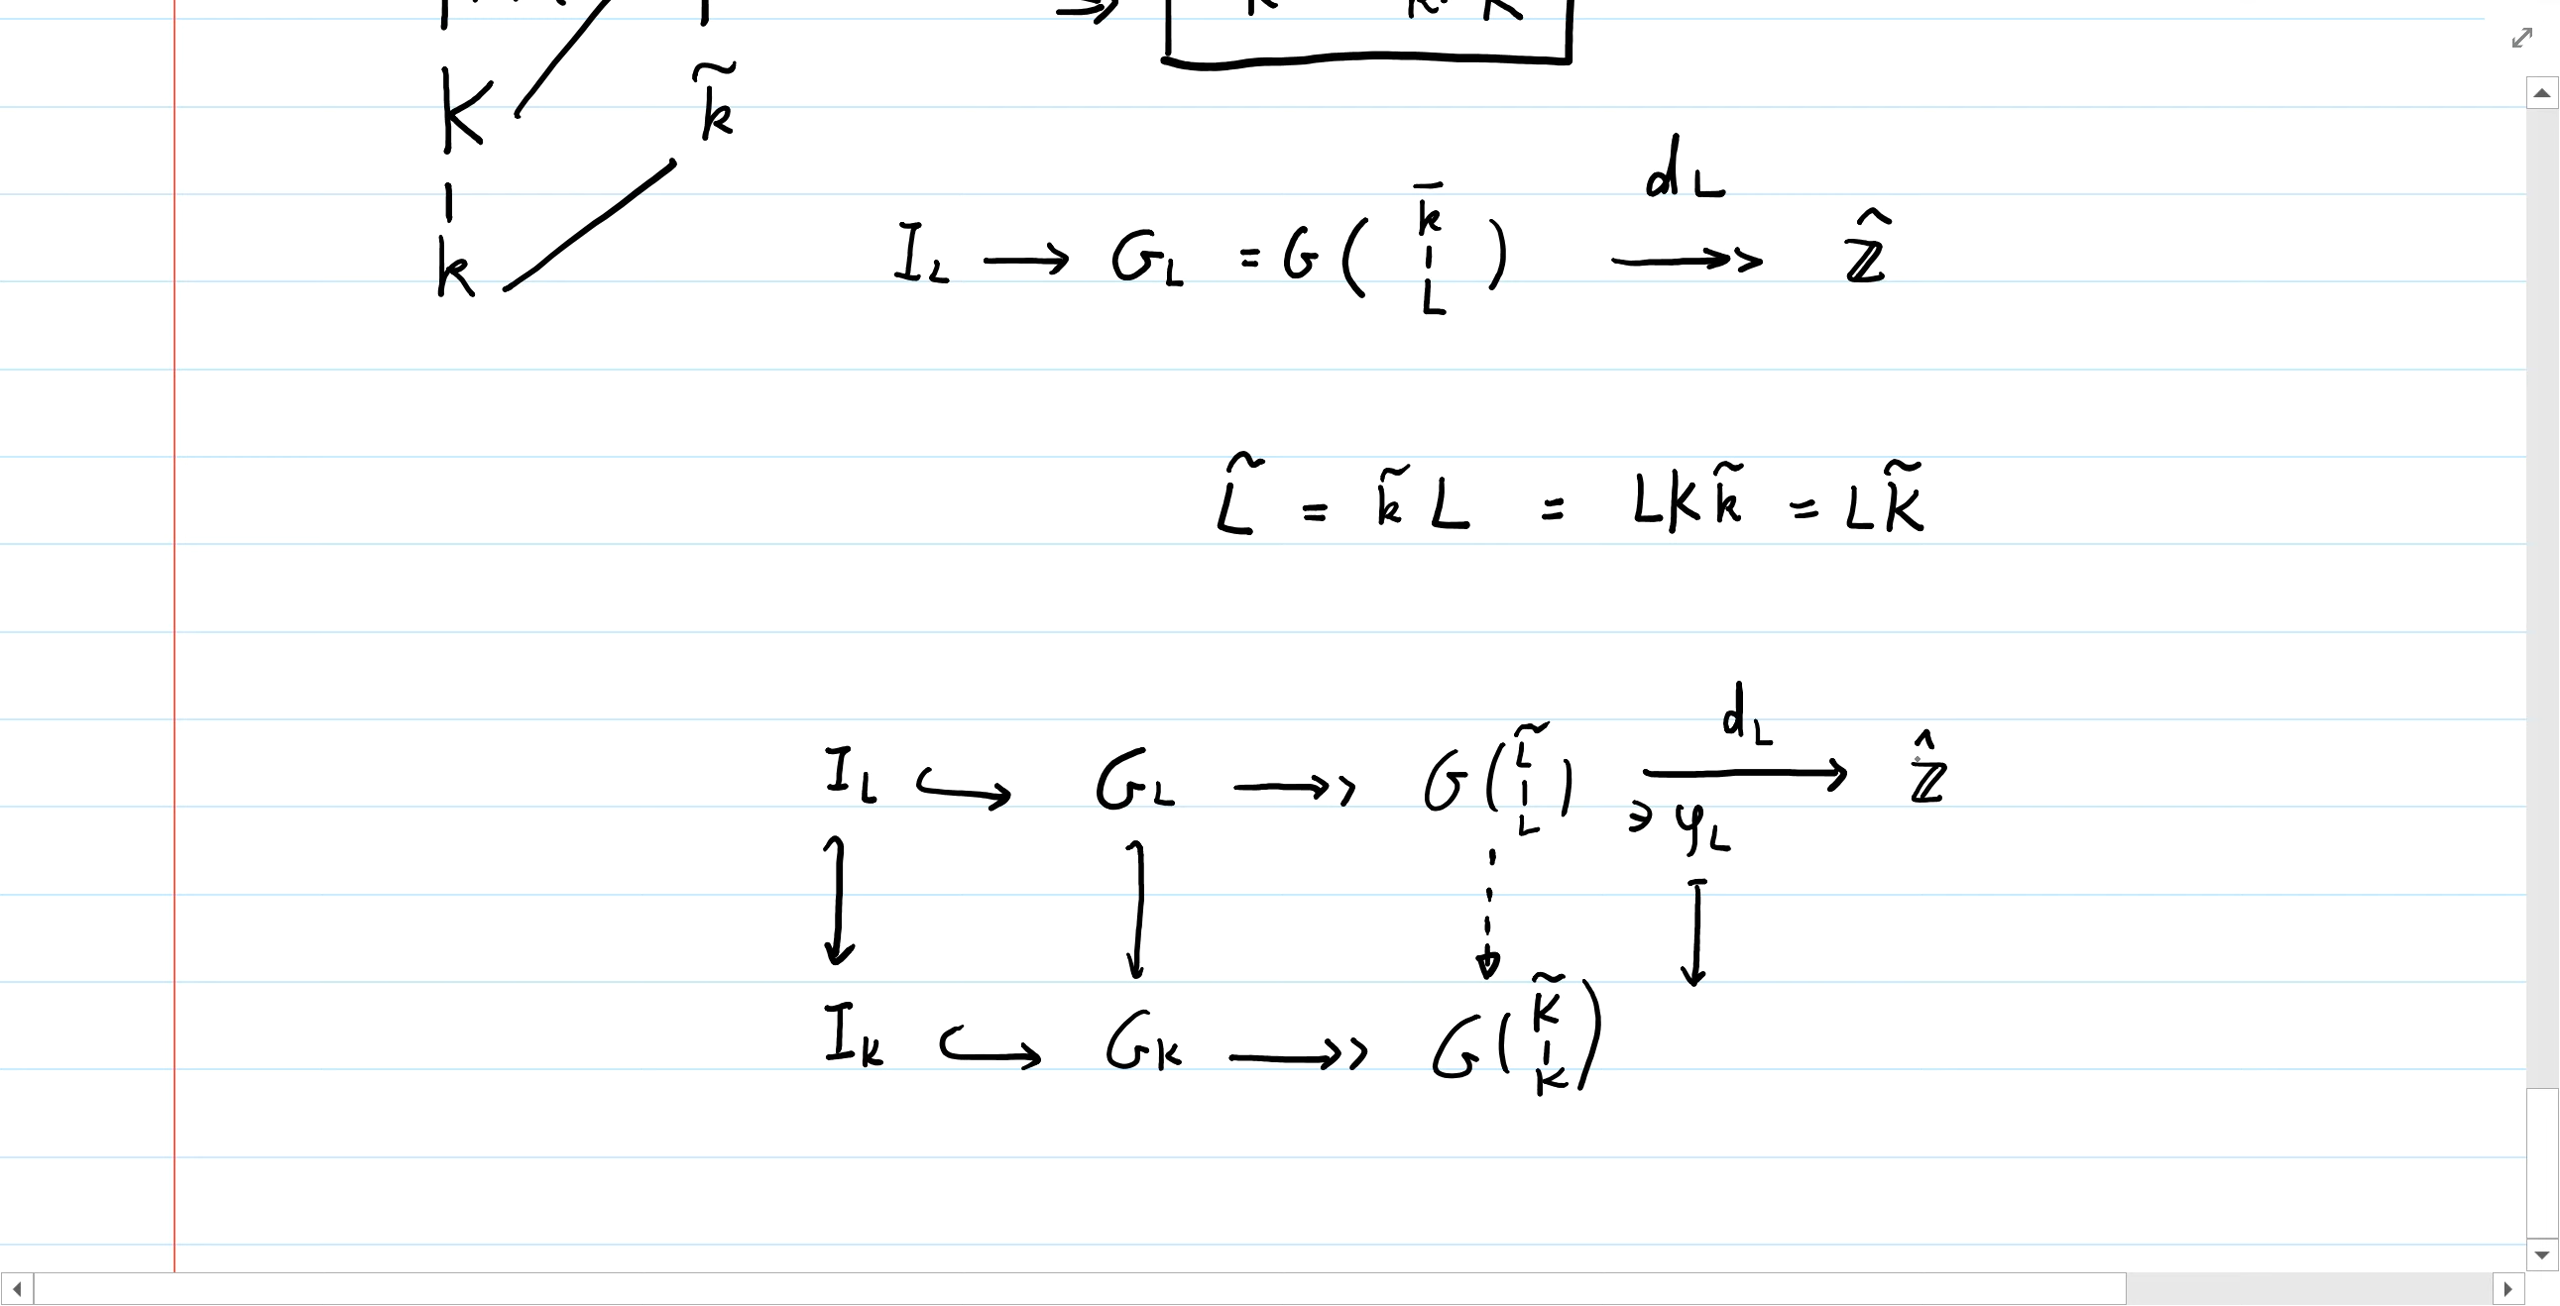 K
k̃
k
I_L → G_L = G( k̄ | L ) —d_L↠ Ẑ
L̃ = k̃ L = LKk̃ = LK̃
I_L ↪ G_L ↠ G( L̃ | L ) —d_L→ Ẑ
∋ φ_L
I_K ↪ G_K ↠ G( K̃ | K )